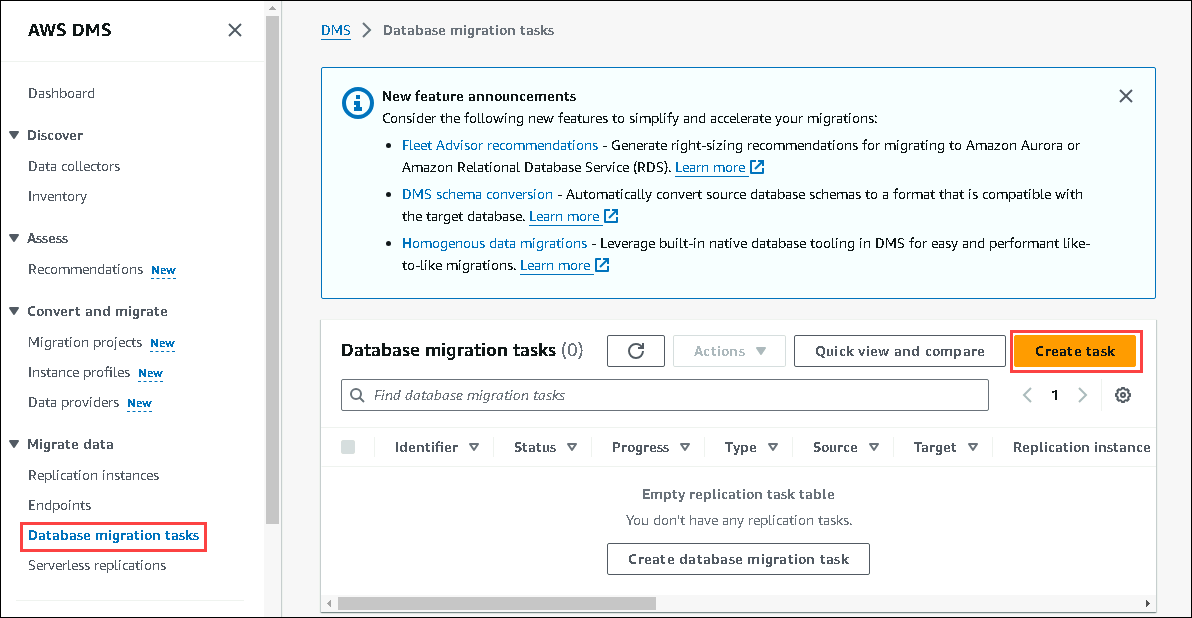 AWS DMS
Dashboard
Discover
Data collectors
Inventory
Assess
Recommendations New
Convert and migrate
Migration projects New
Instance profiles New
Data providers New
Migrate data
Replication instances
Endpoints
Database migration tasks
Serverless replications
DMS > Database migration tasks
New feature announcements
Consider the following new features to simplify and accelerate your migrations:
• Fleet Advisor recommendations - Generate right-sizing recommendations for migrating to Amazon Aurora or
Amazon Relational Database Service (RDS). Learn more
• DMS schema conversion - Automatically convert source database schemas to a format that is compatible with
the target database. Learn more
• Homogenous data migrations - Leverage built-in native database tooling in DMS for easy and performant like-
to-like migrations. Learn more
Database migration tasks (0) Actions Quick view and compare Create task
Find database migration tasks 1
Identifier Status Progress Type Source Target Replication instance
Empty replication task table
You don't have any replication tasks.
Create database migration task